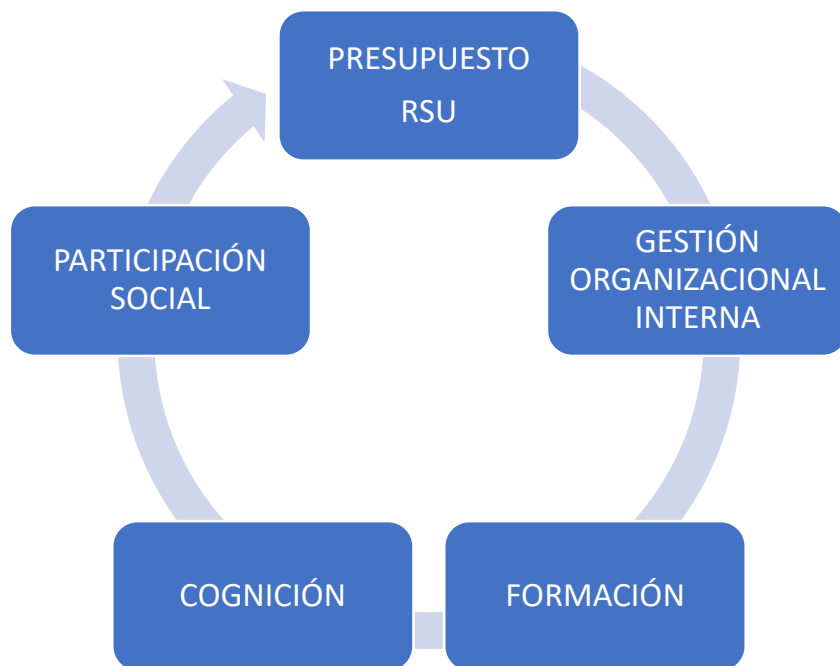 PRESUPUESTO
RSU
GESTIÓN
ORGANIZACIONAL
INTERNA
FORMACIÓN
COGNICIÓN
PARTICIPACIÓN
SOCIAL